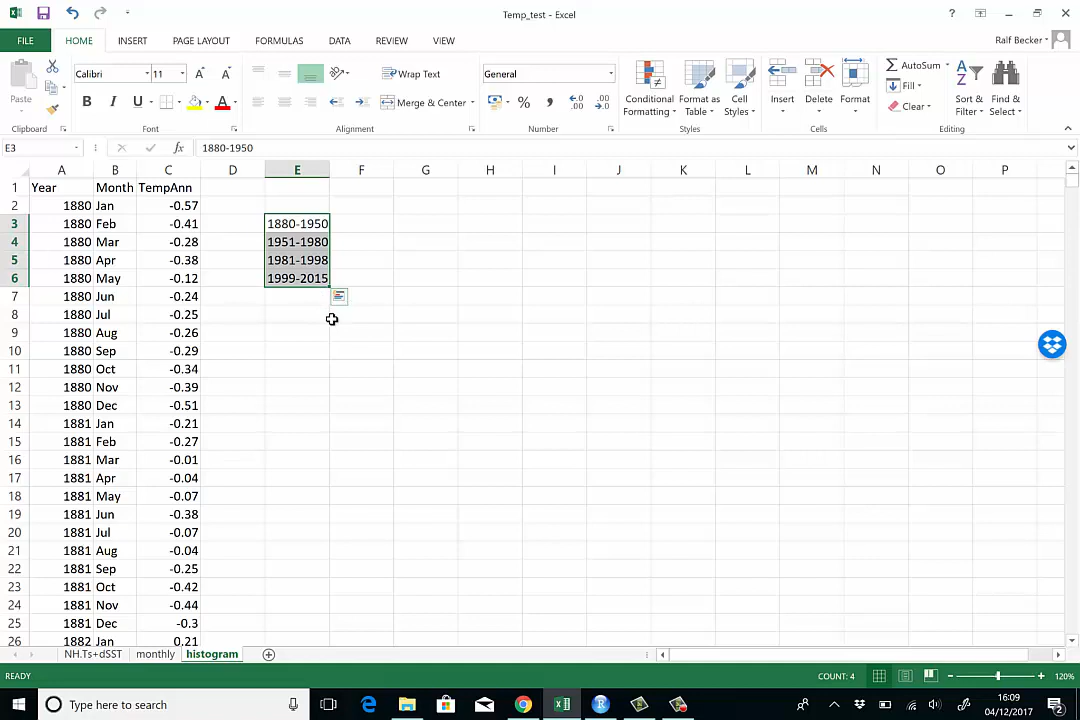 Temp_test - Excel
FILE HOME INSERT PAGE LAYOUT FORMULAS DATA REVIEW VIEW Ralf Becker
Paste Calibri 11 Wrap Text Merge & Center General % Conditional Formatting Format as Table Cell Styles Insert Delete Format AutoSum Fill Clear Sort & Filter Find & Select
Clipboard Font Alignment Number Styles Cells Editing
E3 fx 1880-1950
A B C D E F G H I J K L M N O P
1 Year Month TempAnn
2 1880 Jan -0.57
3 1880 Feb -0.41 1880-1950
4 1880 Mar -0.28 1951-1980
5 1880 Apr -0.38 1981-1998
6 1880 May -0.12 1999-2015
7 1880 Jun -0.24
8 1880 Jul -0.25
9 1880 Aug -0.26
10 1880 Sep -0.29
11 1880 Oct -0.34
12 1880 Nov -0.39
13 1880 Dec -0.51
14 1881 Jan -0.21
15 1881 Feb -0.27
16 1881 Mar -0.01
17 1881 Apr -0.04
18 1881 May -0.07
19 1881 Jun -0.38
20 1881 Jul -0.07
21 1881 Aug -0.04
22 1881 Sep -0.25
23 1881 Oct -0.42
24 1881 Nov -0.44
25 1881 Dec -0.3
26 1882 Jan 0.21
NH.Ts+dSST monthly histogram
READY COUNT: 4 120%
Type here to search 16:09
04/12/2017 2